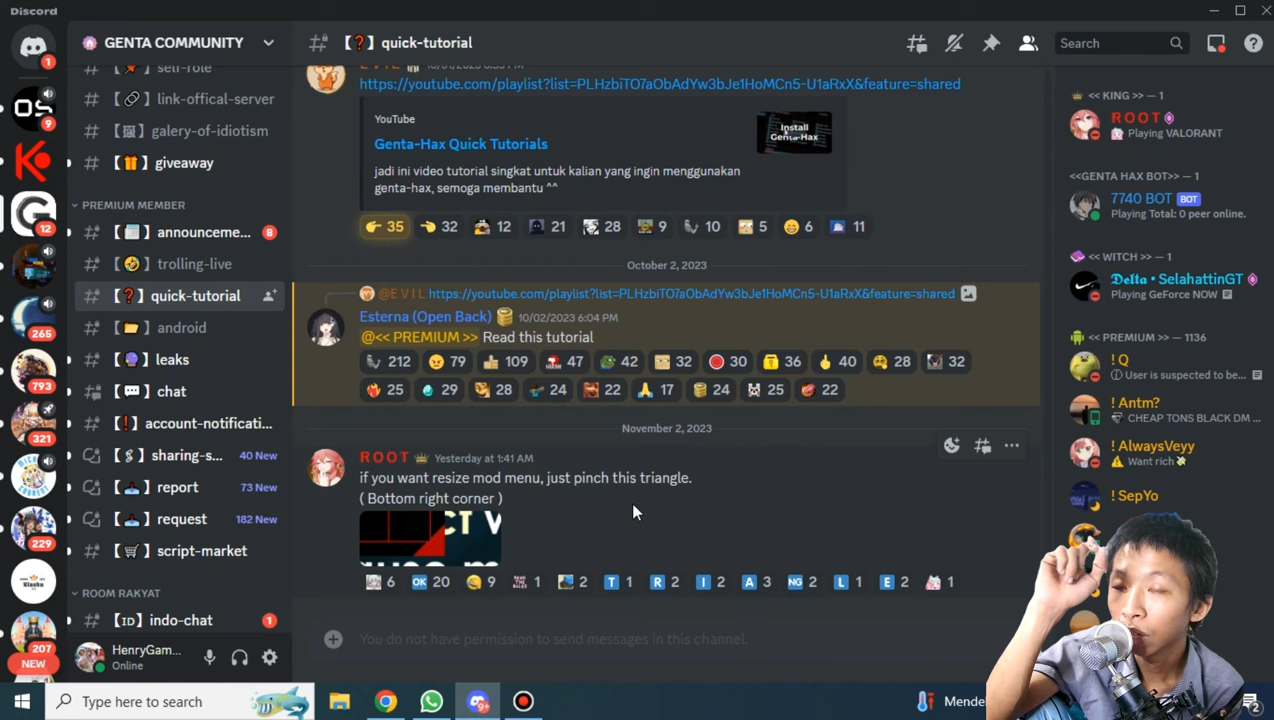 Discord
GENTA COMMUNITY
self-role
link-offical-server
galery-of-idiotism
【】 giveaway
PREMIUM MEMBER
【】 announceme... 8
【】 trolling-live
【❓】 quick-tutorial
【】 android
【】 leaks
【】 chat
【❗】 account-notificati...
【】 sharing-s... 40 New
【】 report 73 New
【】 request 182 New
【】 script-market
ROOM RAKYAT
【ID】 indo-chat 1
HenryGam...
Online
1
OS
9
12
265
793
321
229
207
NEW
【❓】 quick-tutorial
Search
E V I L
https://youtube.com/playlist?list=PLHzbiTO7aObAdYw3bJe1HoMCn5-U1aRxX&feature=shared
YouTube
Genta-Hax Quick Tutorials
jadi ini video tutorial singkat untuk kalian yang ingin menggunakan
genta-hax, semoga membantu ^^
Install
Genta-Hax
35 32 12 21 28 9 10 5 6 11
October 2, 2023
@E V I L https://youtube.com/playlist?list=PLHzbiTO7aObAdYw3bJe1HoMCn5-U1aRxX&feature=shared
Esterna (Open Back) 10/02/2023 6:04 PM
@<< PREMIUM >> Read this tutorial
212 79 109 47 42 32 30 36 40 28 32
25 29 28 24 22 17 24 25 22
November 2, 2023
R O O T Yesterday at 1:41 AM
if you want resize mod menu, just pinch this triangle.
( Bottom right corner )
CT V
6 OK 20 9 1 2 T 1 R 2 I 2 A 3 NG 2 L 1 E 2 1
You do not have permission to send messages in this channel.
<< KING >> — 1
R O O T
Playing VALORANT
<<GENTA HAX BOT>> — 1
7740 BOT BOT
Playing Total: 0 peer online.
<< WITCH >> — 1
Delta • SelahattinGT
Playing GeForce NOW
<< PREMIUM >> — 1136
! Q
User is suspected to be...
! Antm?
CHEAP TONS BLACK DM ...
! AlwaysVeyy
Want rich
! SepYo
Type here to search
9+
Mende
2